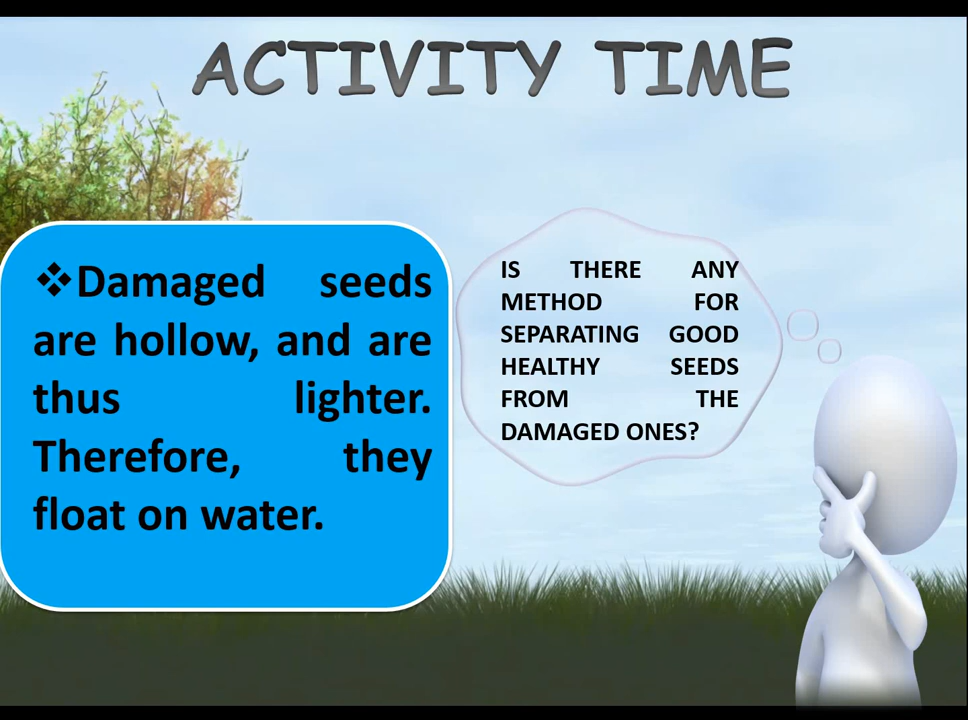 ACTIVITY TIME
❖Damaged seeds
are hollow, and are
thus lighter.
Therefore, they
float on water.
IS THERE ANY
METHOD FOR
SEPARATING GOOD
HEALTHY SEEDS
FROM THE
DAMAGED ONES?